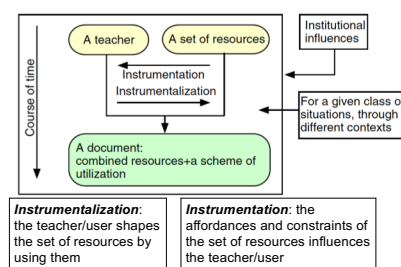 Course of time
A teacher
A set of resources
Instrumentation
Instrumentalization
A document:
combined resources+a scheme of
utilization
Institutional
influences
For a given class o
situations, through
different contexts
Instrumentalization:
the teacher/user shapes
the set of resources by
using them
Instrumentation: the
affordances and constraints of
the set of resources influences
the teacher/user